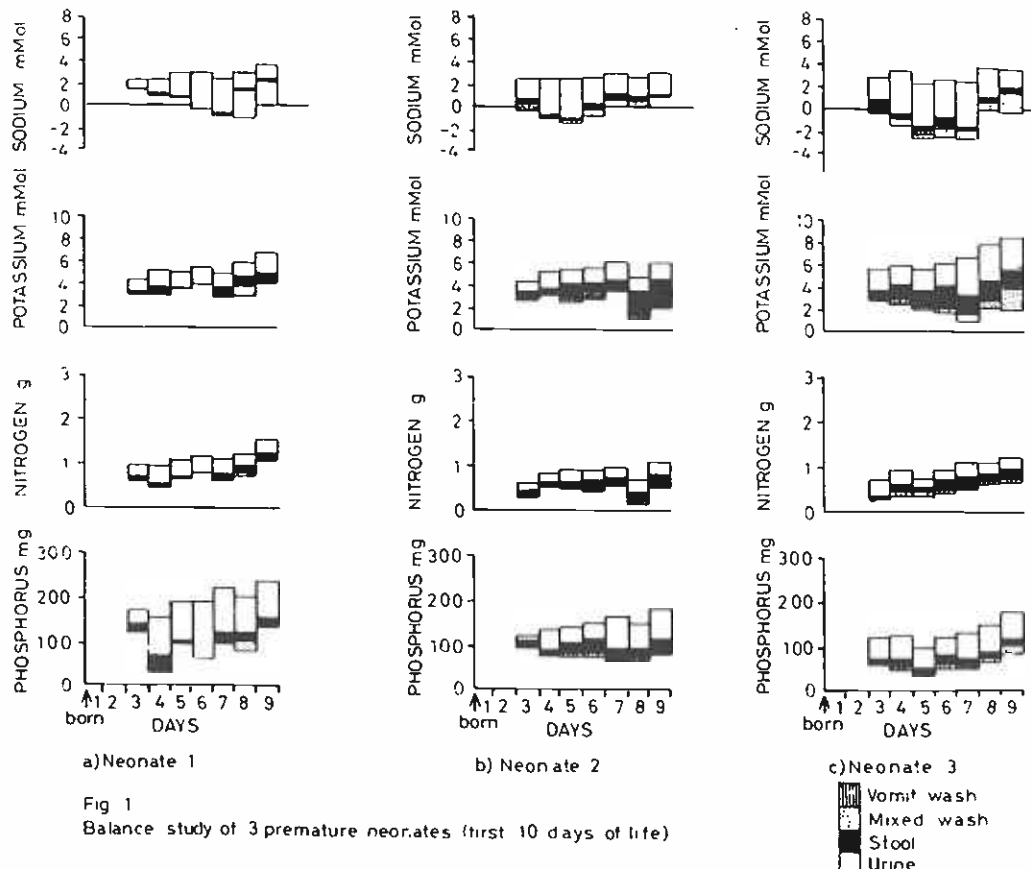 SODIUM mMol
8
6
4
2
0
-2
-4
POTASSIUM mMol
10
8
6
4
2
0
NITROGEN g
3
2
1
0
PHOSPHORUS mg
300
200
100
0
1 2 3 4 5 6 7 8 9
born DAYS
a) Neonate 1
SODIUM mMol
8
6
4
2
0
-2
-4
POTASSIUM mMol
10
8
6
4
2
0
NITROGEN g
3
2
1
0
PHOSPHORUS mg
300
200
100
0
1 2 3 4 5 6 7 8 9
born DAYS
b) Neonate 2
SODIUM mMol
8
6
4
2
0
-2
-4
POTASSIUM mMol
10
8
6
4
2
0
NITROGEN g
3
2
1
0
PHOSPHORUS mg
300
200
100
0
1 2 3 4 5 6 7 8 9
born DAYS
c) Neonate 3
Vomit wash
Mixed wash
Stool
Urine
Fig 1
Balance study of 3 premature neonates (first 10 days of life)